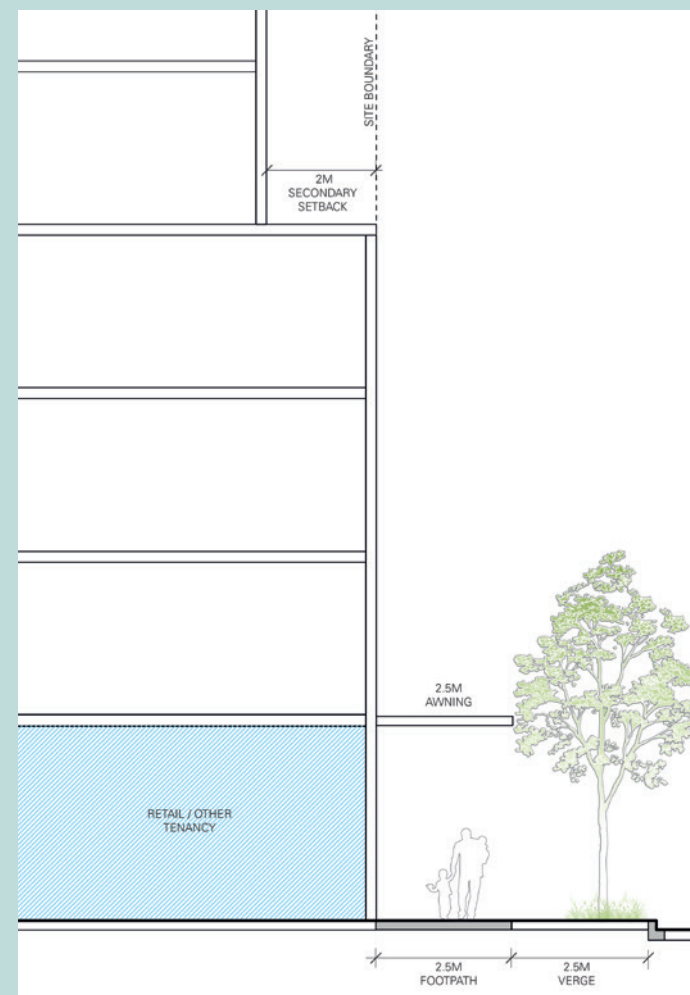 SITE BOUNDARY
2M
SECONDARY
SETBACK
2.5M
AWNING
RETAIL / OTHER
TENANCY
2.5M
FOOTPATH
2.5M
VERGE